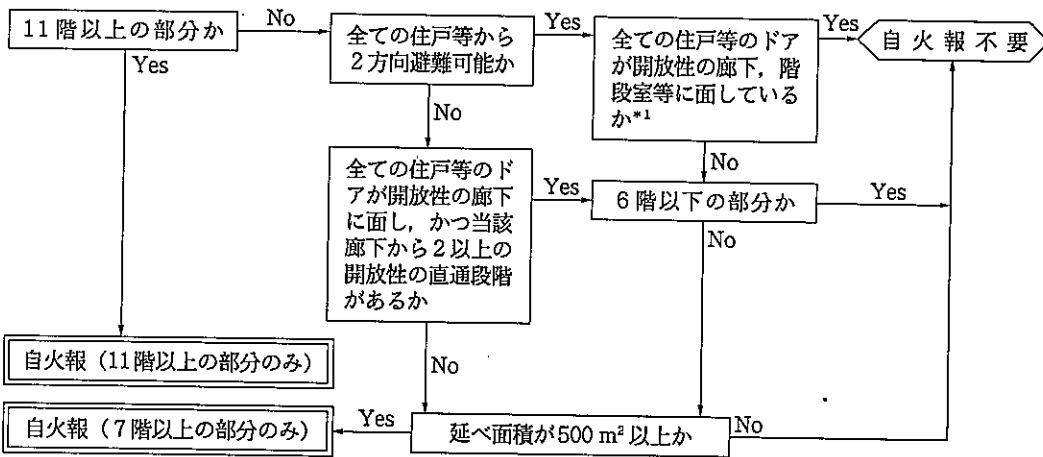 11階以上の部分か
No
Yes
全ての住戸等から
2方向避難可能か
Yes
No
全ての住戸等のドア
が開放性の廊下，階
段室等に面している
か*1
Yes
No
自火報不要
全ての住戸等のド
アが開放性の廊下
に面し，かつ当該
廊下から2以上の
開放性の直通段階
があるか
Yes
No
6階以下の部分か
Yes
No
自火報（11階以上の部分のみ）
自火報（7階以上の部分のみ）
Yes
延べ面積が500 m²以上か
No